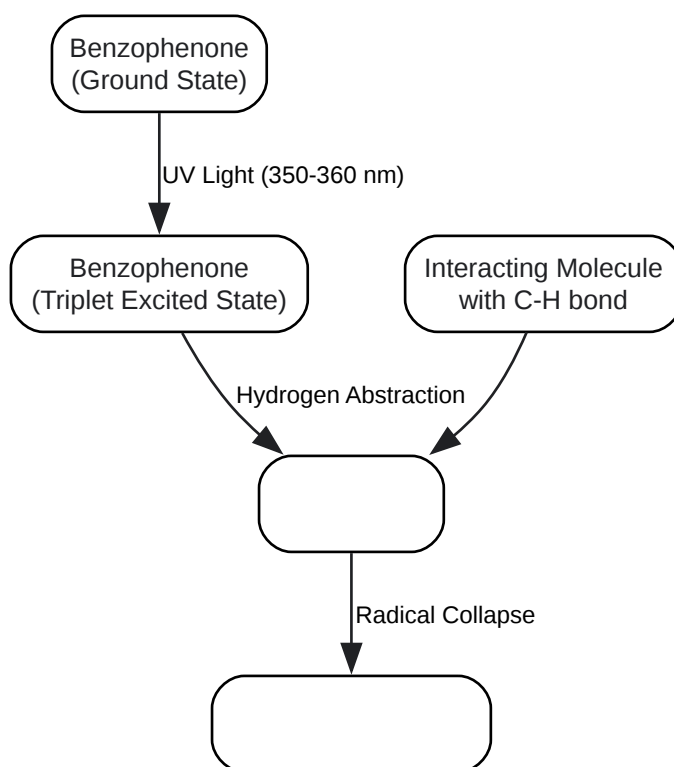 Benzophenone
(Ground State)
UV Light (350-360 nm)
Benzophenone
(Triplet Excited State)
Interacting Molecule
with C-H bond
Hydrogen Abstraction
Radical Collapse